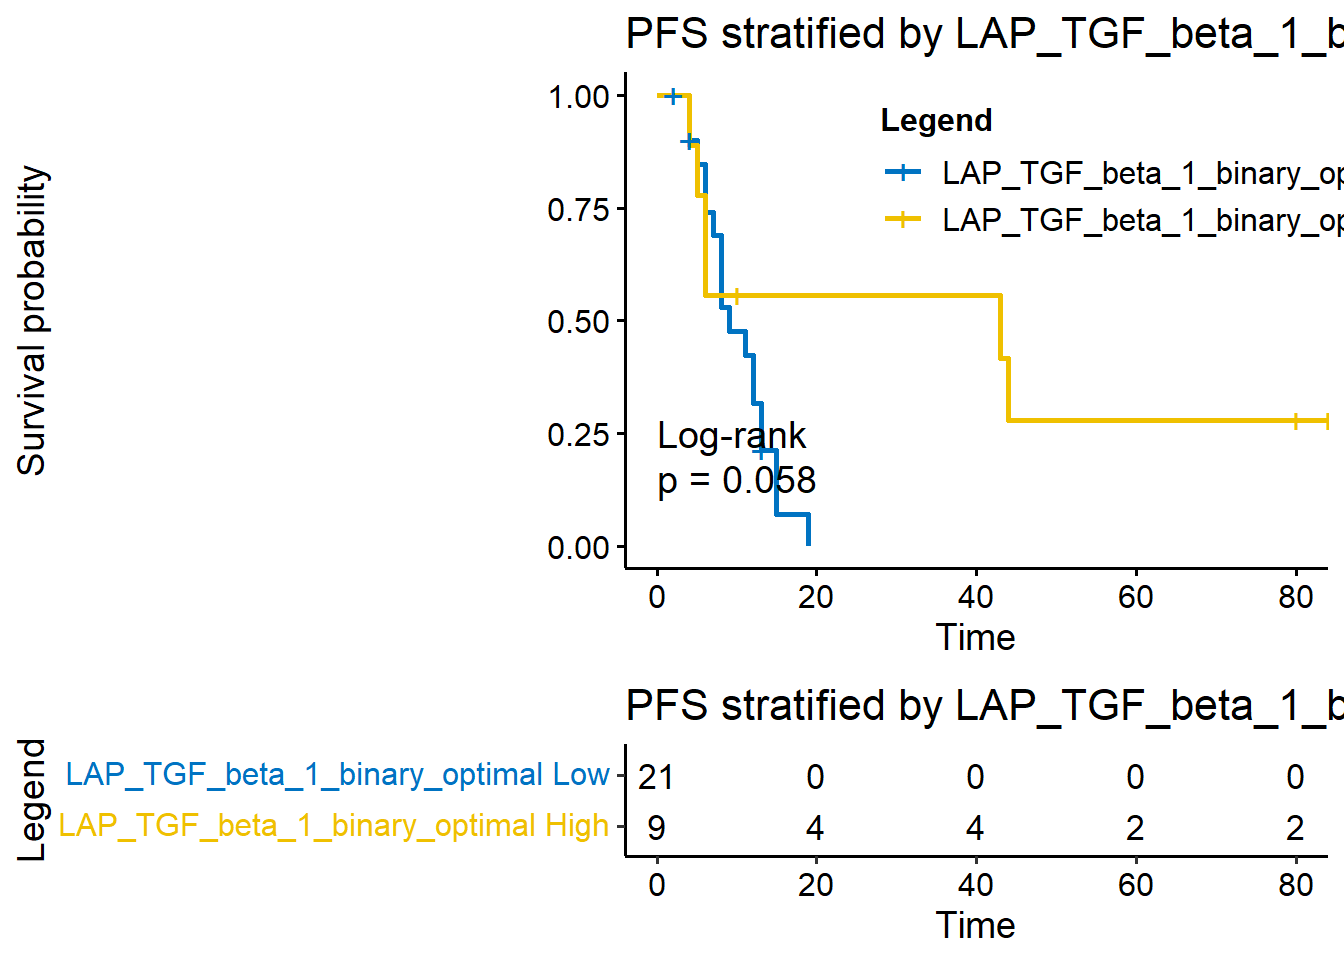 PFS stratified by LAP_TGF_beta_1_b
Survival probability
1.00
0.75
0.50
0.25
0.00
Legend
LAP_TGF_beta_1_binary_op
LAP_TGF_beta_1_binary_op
Log-rank
p = 0.058
0 20 40 60 80
Time
PFS stratified by LAP_TGF_beta_1_b
Legend
LAP_TGF_beta_1_binary_optimal Low 21 0 0 0 0
LAP_TGF_beta_1_binary_optimal High 9 4 4 2 2
0 20 40 60 80
Time